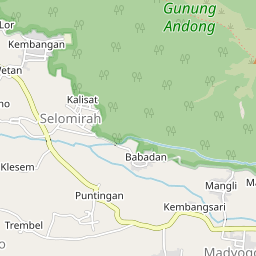 Lor
Gunung
Andong
Kembangan
Petan
Kalisat
Selomirah
Babadan
Klesem
Mangli
Puntingan
Kembangsari
Trembel